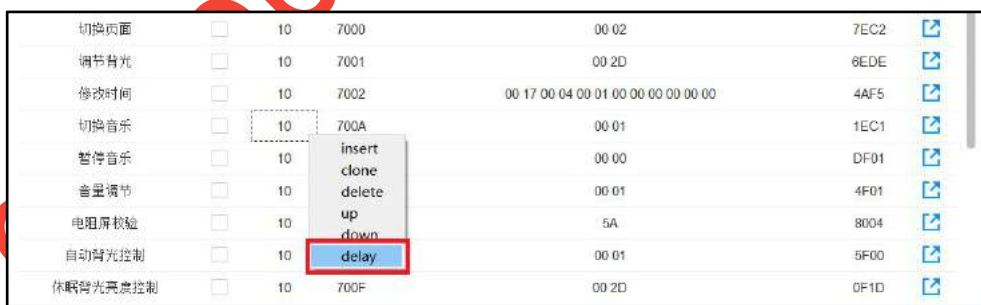 切换页面 10 7000 00 02 7EC2
调节背光 10 7001 00 2D 6EDE
修改时间 10 7002 00 17 00 04 00 01 00 00 00 00 00 00 4AF5
切换音乐 10 700A 00 01 1EC1
暂停音乐 10 00 00 DF01
音量调节 10 00 01 4F01
电阻屏校验 10 5A 8004
自动背光控制 10 00 01 5F00
休眠背光亮度控制 10 700F 00 2D 0F1D
insert
clone
delete
up
down
delay